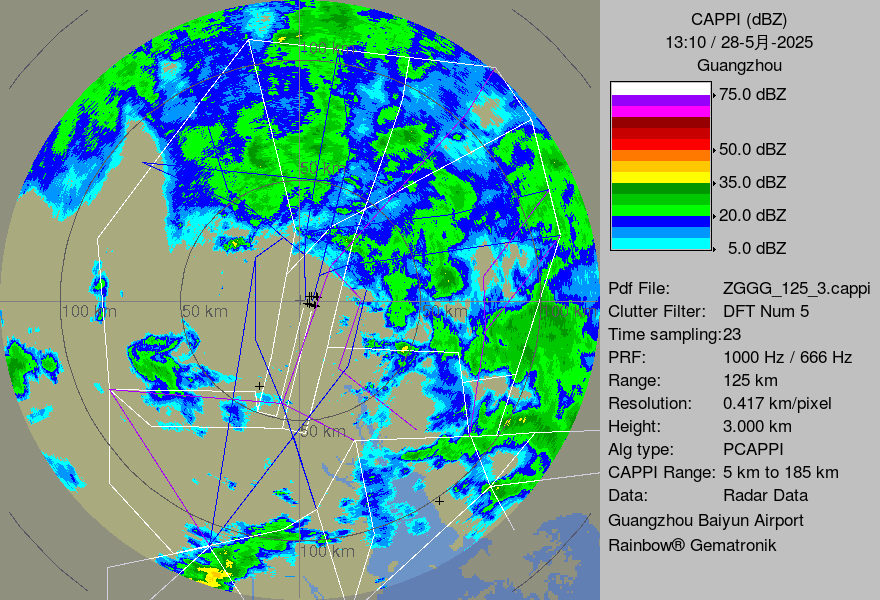 CAPPI (dBZ)
13:10 / 28-5月-2025
Guangzhou
75.0 dBZ
50.0 dBZ
35.0 dBZ
20.0 dBZ
5.0 dBZ
Pdf File: ZGGG_125_3.cappi
Clutter Filter: DFT Num 5
Time sampling:23
PRF: 1000 Hz / 666 Hz
Range: 125 km
Resolution: 0.417 km/pixel
Height: 3.000 km
Alg type: PCAPPI
CAPPI Range: 5 km to 185 km
Data: Radar Data
Guangzhou Baiyun Airport
Rainbow® Gematronik
100 km
50 km
100 km
50 km
50 km
100 km